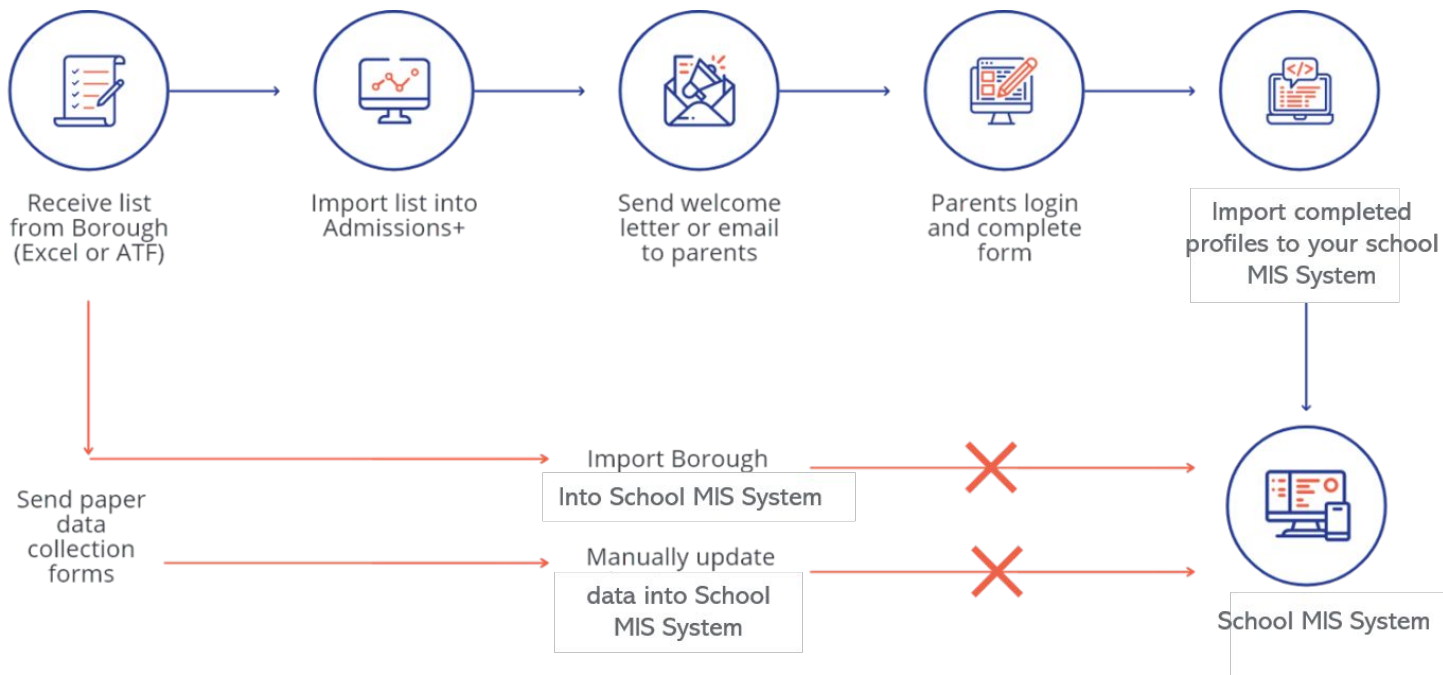 Receive list
from Borough
(Excel or ATF)
Import list into
Admissions+
Send welcome
letter or email
to parents
Parents login
and complete
form
</>
Import completed
profiles to your school
MIS System
Import Borough
Into School MIS System
Send paper
data
collection
forms
Manually update
data into School
MIS System
School MIS System